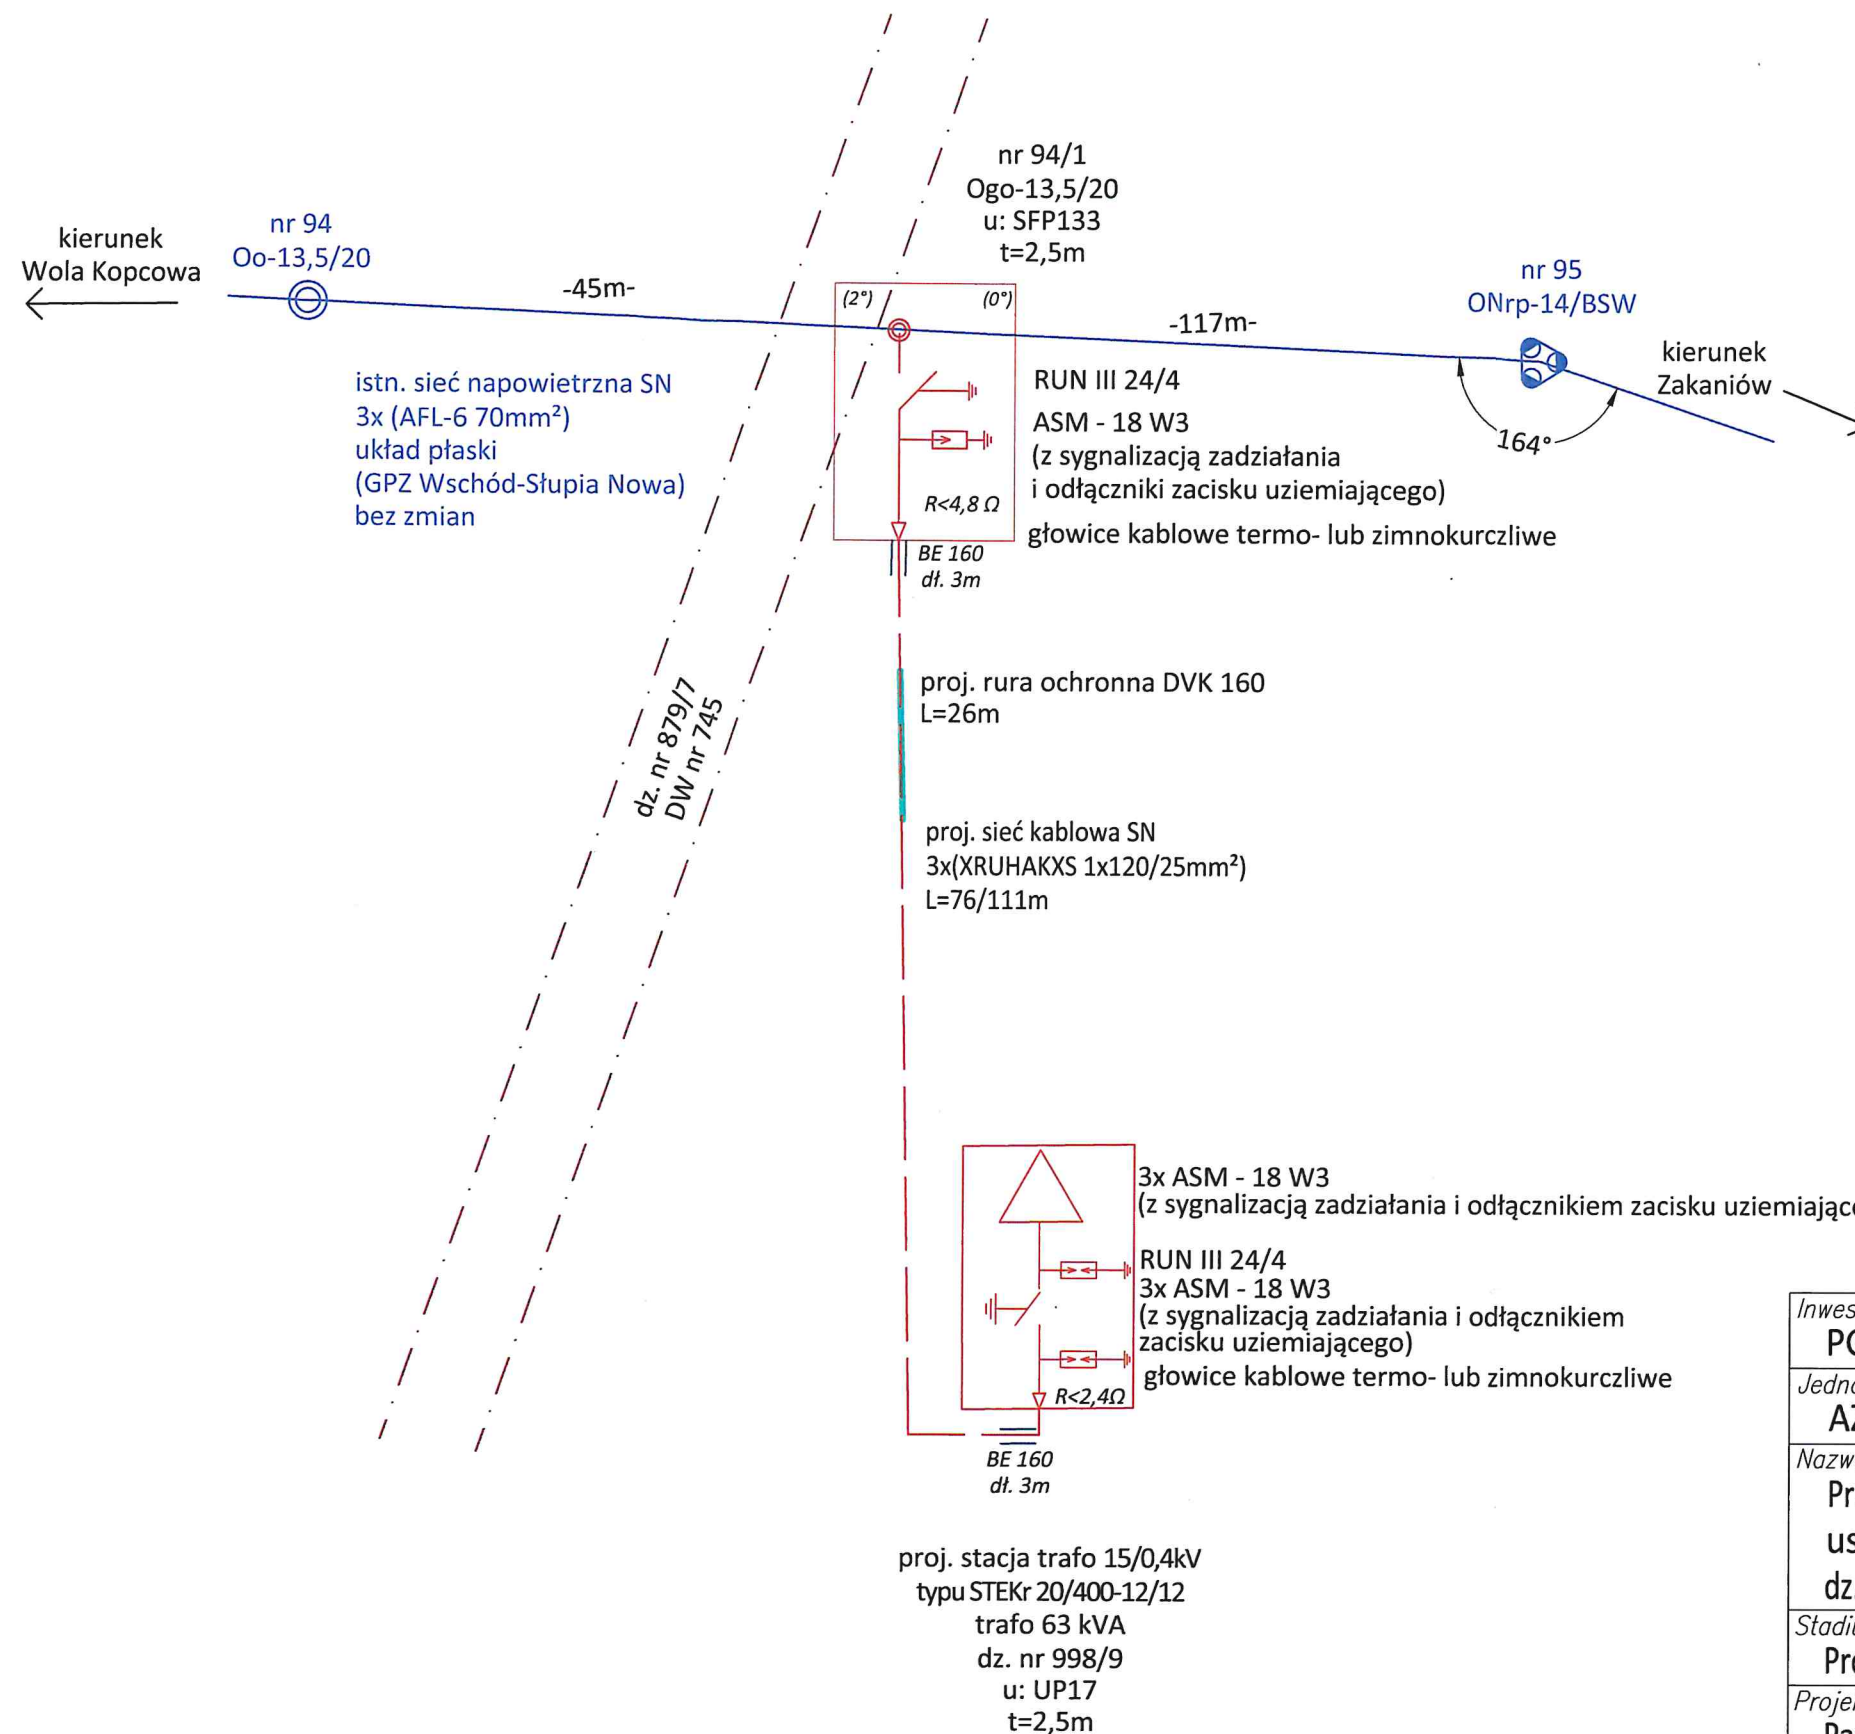 kierunek
Wola Kopcowa
nr 94
Oo-13,5/20
-45m-
nr 94/1
Ogo-13,5/20
u: SFP133
t=2,5m
(2°)
(0°)
-117m-
nr 95
ONrp-14/BSW
kierunek
Zakaniów
164°
istn. sieć napowietrzna SN
3x (AFL-6 70mm²)
układ płaski
(GPZ Wschód-Słupia Nowa)
bez zmian
RUN III 24/4
ASM - 18 W3
(z sygnalizacją zadziałania
i odłączniki zacisku uziemiającego)
R<4,8 Ω
głowice kablowe termo- lub zimnokurczliwe
BE 160
dł. 3m
proj. rura ochronna DVK 160
L=26m
dz. nr 879/7
DW nr 745
proj. sieć kablowa SN
3x(XRUHAKXS 1x120/25mm²)
L=76/111m
3x ASM - 18 W3
(z sygnalizacją zadziałania i odłącznikiem zacisku
RUN III 24/4
3x ASM - 18 W3
(z sygnalizacją zadziałania i odłącznikiem
zacisku uziemiającego)
głowice kablowe termo- lub zimnokurczliwe
R<2,4Ω
BE 160
dł. 3m
proj. stacja trafo 15/0,4kV
typu STEKr 20/400-12/12
trafo 63 kVA
dz. nr 998/9
u: UP17
t=2,5m
dz.